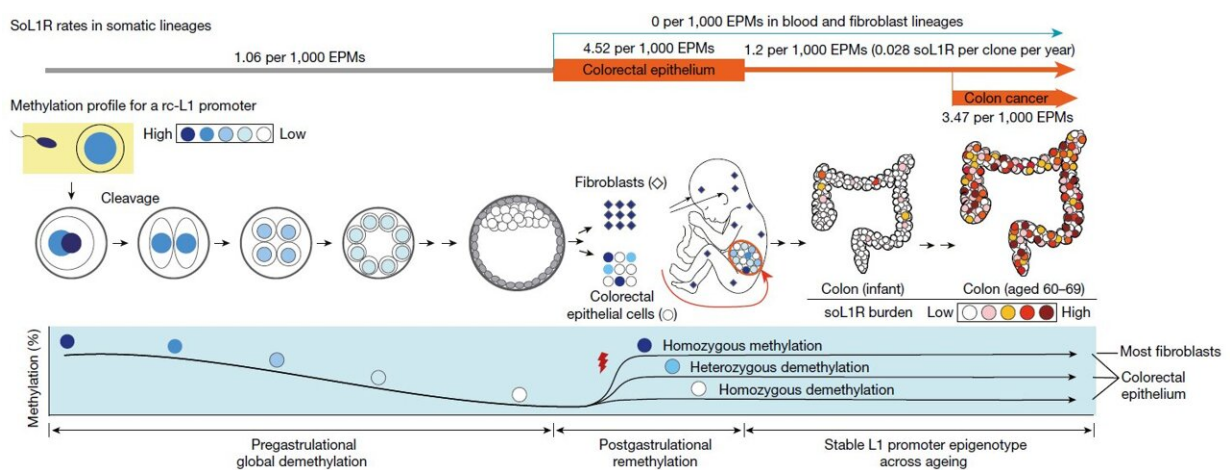 SoL1R rates in somatic lineages
0 per 1,000 EPMs in blood and fibroblast lineages
1.06 per 1,000 EPMs
4.52 per 1,000 EPMs
1.2 per 1,000 EPMs (0.028 soL1R per clone per year)
Colorectal epithelium
Colon cancer
3.47 per 1,000 EPMs
Methylation profile for a rc-L1 promoter
High
Low
Cleavage
Fibroblasts (◇)
Colorectal
epithelial cells (○)
Colon (infant)
Colon (aged 60–69)
soL1R burden
Low
High
Methylation (%)
Homozygous methylation
Heterozygous demethylation
Homozygous demethylation
Most fibroblasts
Colorectal
epithelium
Pregastrulational
global demethylation
Postgastrulational
remethylation
Stable L1 promoter epigenotype
across ageing